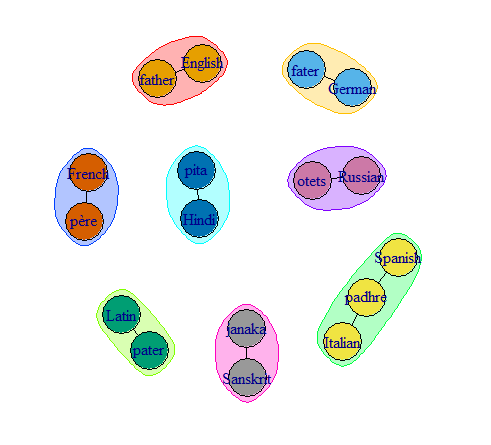 English
father
fater
German
French
père
pita
Hindi
otets
Russian
Spanish
padhre
Italian
Latin
pater
janaka
Sanskrit